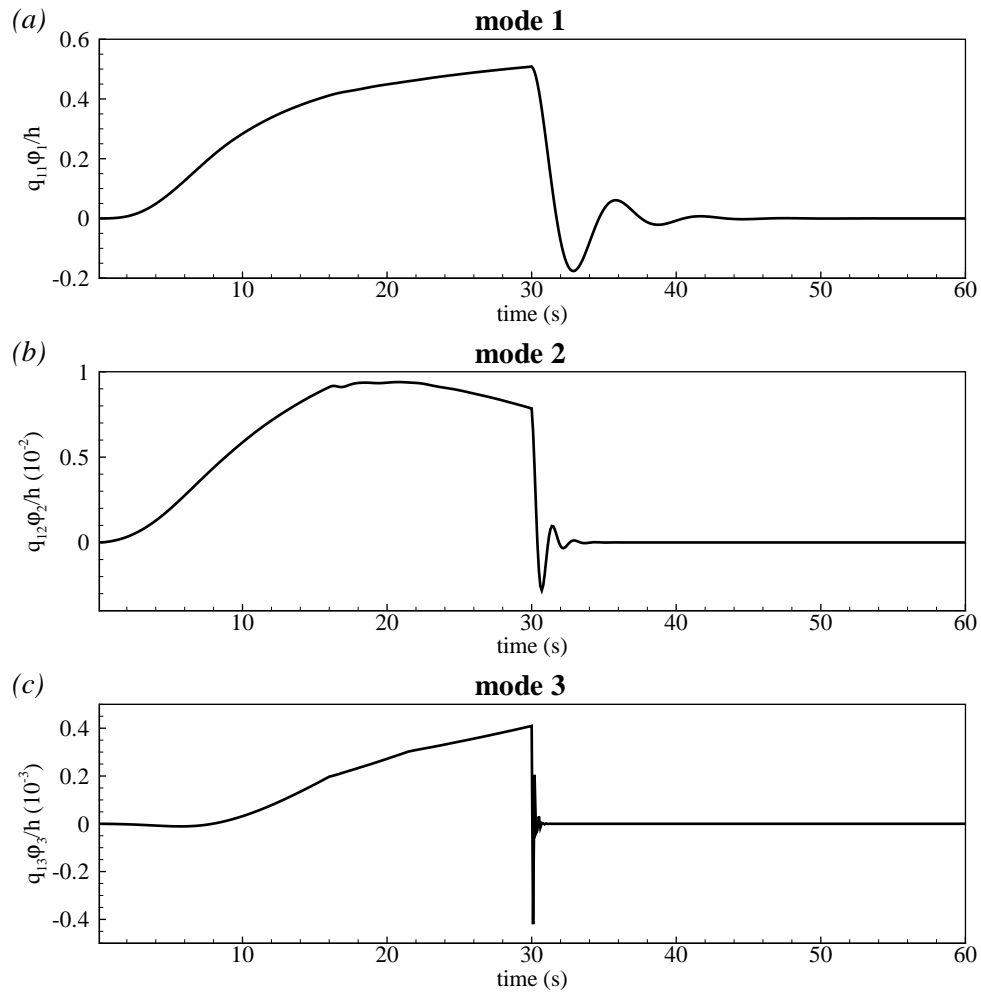 (a)
mode 1
q₁₁φ₁/h
0.6
0.4
0.2
0
-0.2
10 20 30 40 50 60
time (s)
(b)
mode 2
q₁₂φ₂/h (10⁻²)
1
0.5
0
10 20 30 40 50 60
time (s)
(c)
mode 3
q₁₃φ₃/h (10⁻³)
0.4
0.2
0
-0.2
-0.4
10 20 30 40 50 60
time (s)